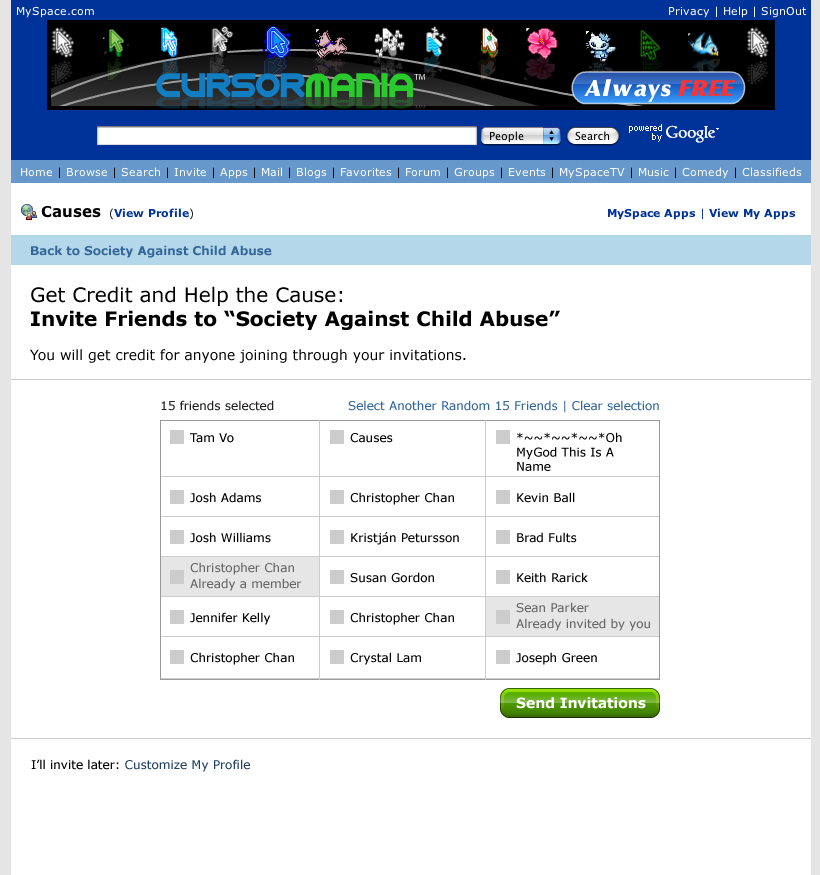 MySpace.com
Privacy | Help | SignOut
CURSORMANIA™
Always FREE
People
Search
powered by Google
Home | Browse | Search | Invite | Apps | Mail | Blogs | Favorites | Forum | Groups | Events | MySpaceTV | Music | Comedy | Classifieds
Causes (View Profile)
MySpace Apps | View My Apps
Back to Society Against Child Abuse
Get Credit and Help the Cause:
Invite Friends to “Society Against Child Abuse”
You will get credit for anyone joining through your invitations.
15 friends selected
Select Another Random 15 Friends | Clear selection
Tam Vo
Causes
*~~*~~*~~*Oh
MyGod This Is A
Name
Josh Adams
Christopher Chan
Kevin Ball
Josh Williams
Kristján Petursson
Brad Fults
Christopher Chan
Already a member
Susan Gordon
Keith Rarick
Jennifer Kelly
Christopher Chan
Sean Parker
Already invited by you
Christopher Chan
Crystal Lam
Joseph Green
Send Invitations
I’ll invite later: Customize My Profile